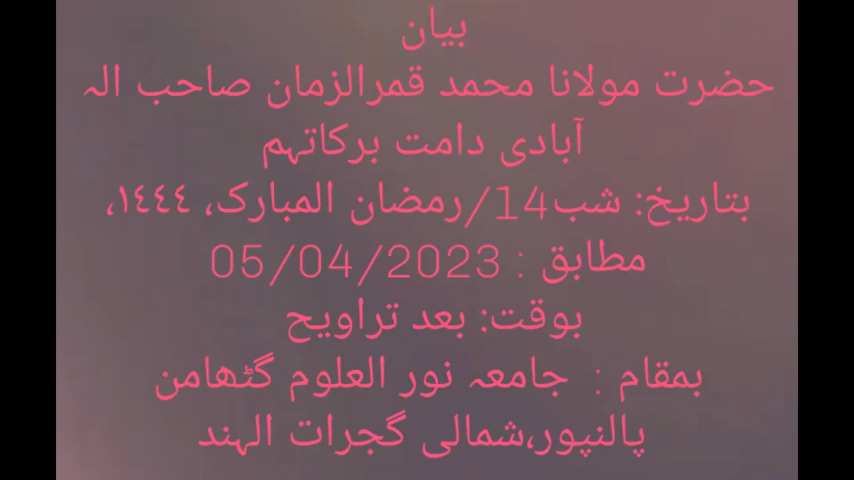 بیان
حضرت مولانا محمد قمرالزمان صاحب الہ
آبادی دامت برکاتہم
بتاریخ: شب14/رمضان المبارک، ١٤٤٤،
مطابق : 05/04/2023
بوقت: بعد تراویح
بمقام : جامعہ نور العلوم گٹھامن
پالنپور،شمالی گجرات الہند